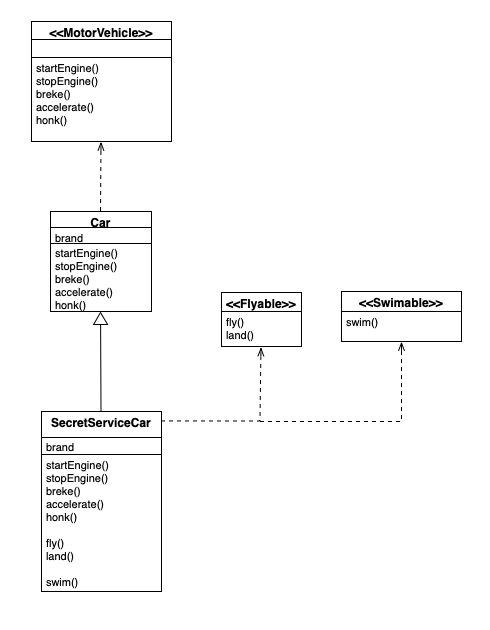 <<MotorVehicle>>
startEngine()
stopEngine()
breke()
accelerate()
honk()
Car
brand
startEngine()
stopEngine()
breke()
accelerate()
honk()
<<Flyable>>
fly()
land()
<<Swimable>>
swim()
SecretServiceCar
brand
startEngine()
stopEngine()
breke()
accelerate()
honk()
fly()
land()
swim()